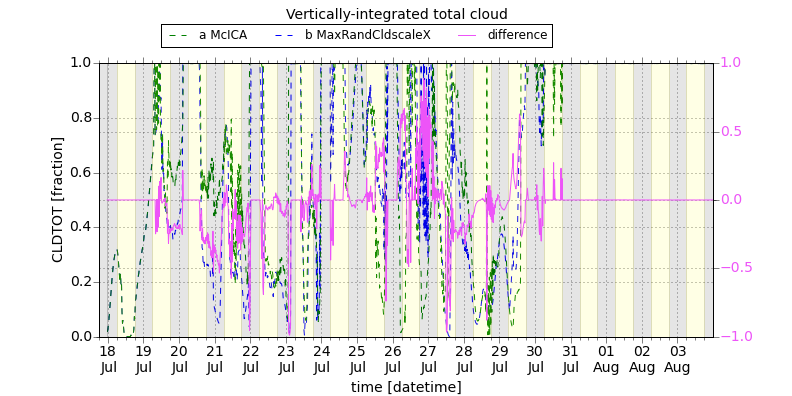 Vertically-integrated total cloud
a McICA b MaxRandCldscaleX difference
1.0 1.0
0.8 0.5
0.6 0.0
0.4 −0.5
0.2 −1.0
0.0
CLDTOT [fraction]
18 19 20 21 22 23 24 25 26 27 28 29 30 31 01 02 03
Jul Jul Jul Jul Jul Jul Jul Jul Jul Jul Jul Jul Jul Jul Aug Aug Aug
time [datetime]